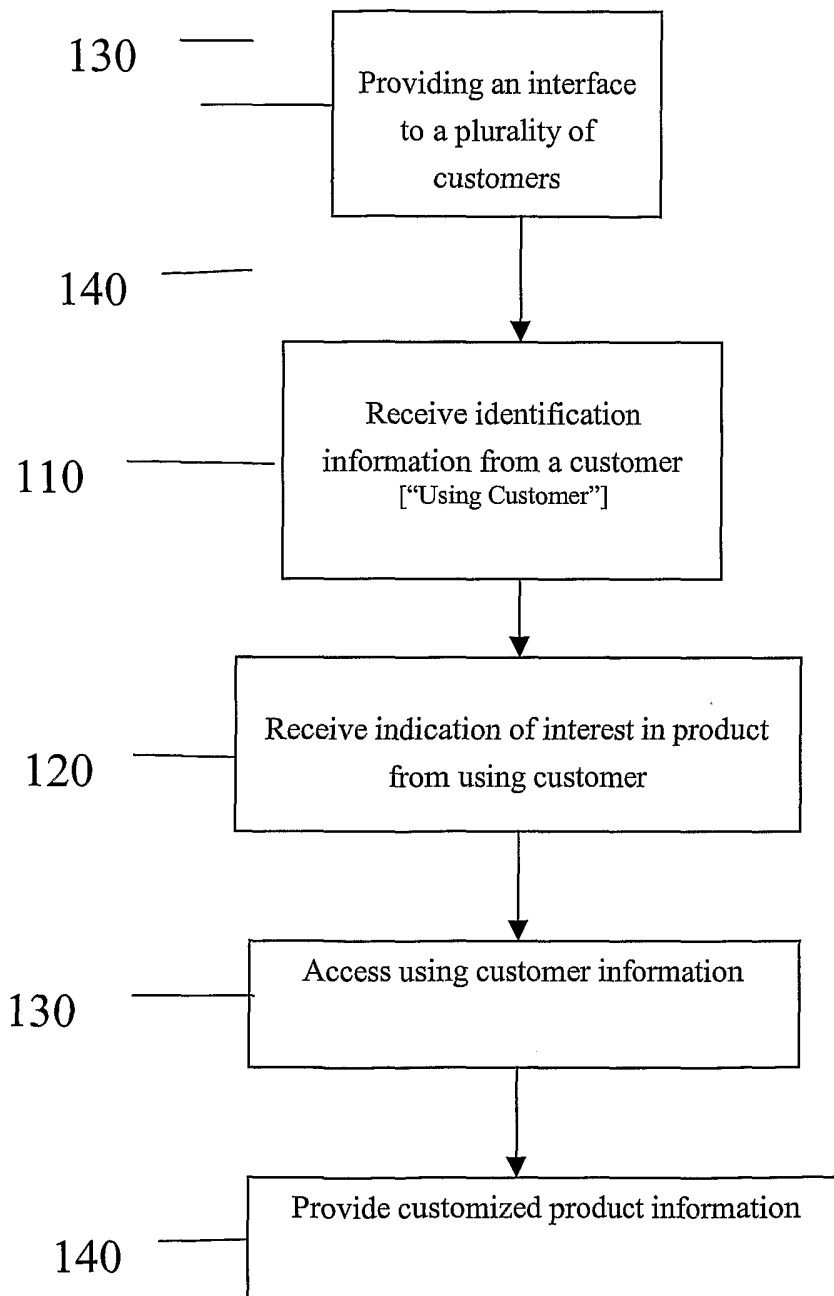 130
Providing an interface
to a plurality of
customers
140
Receive identification
information from a customer
["Using Customer"]
110
Receive indication of interest in product
from using customer
120
Access using customer information
130
Provide customized product information
140